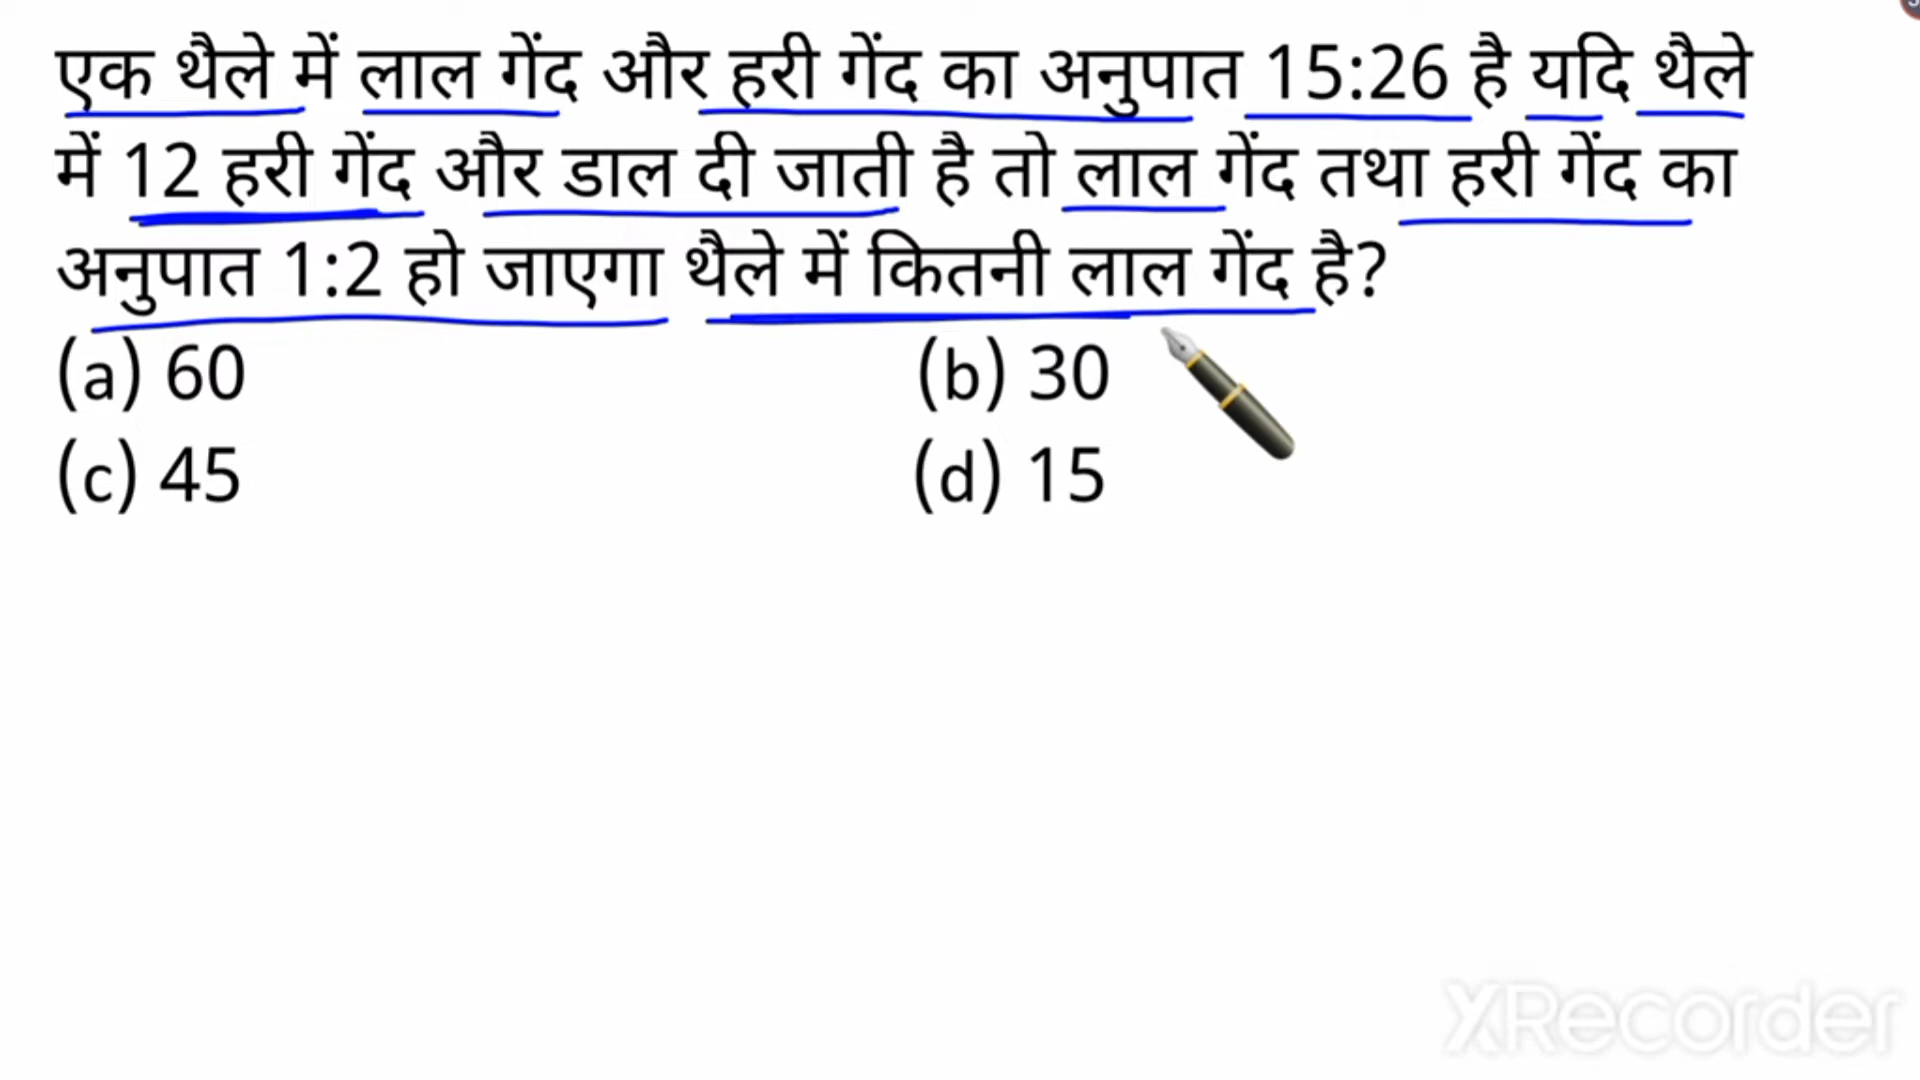 एक थैले में लाल गेंद और हरी गेंद का अनुपात 15:26 है यदि थैले
में 12 हरी गेंद और डाल दी जाती है तो लाल गेंद तथा हरी गेंद का
अनुपात 1:2 हो जाएगा थैले में कितनी लाल गेंद है?
(a) 60 (b) 30
(c) 45 (d) 15
XRecorder